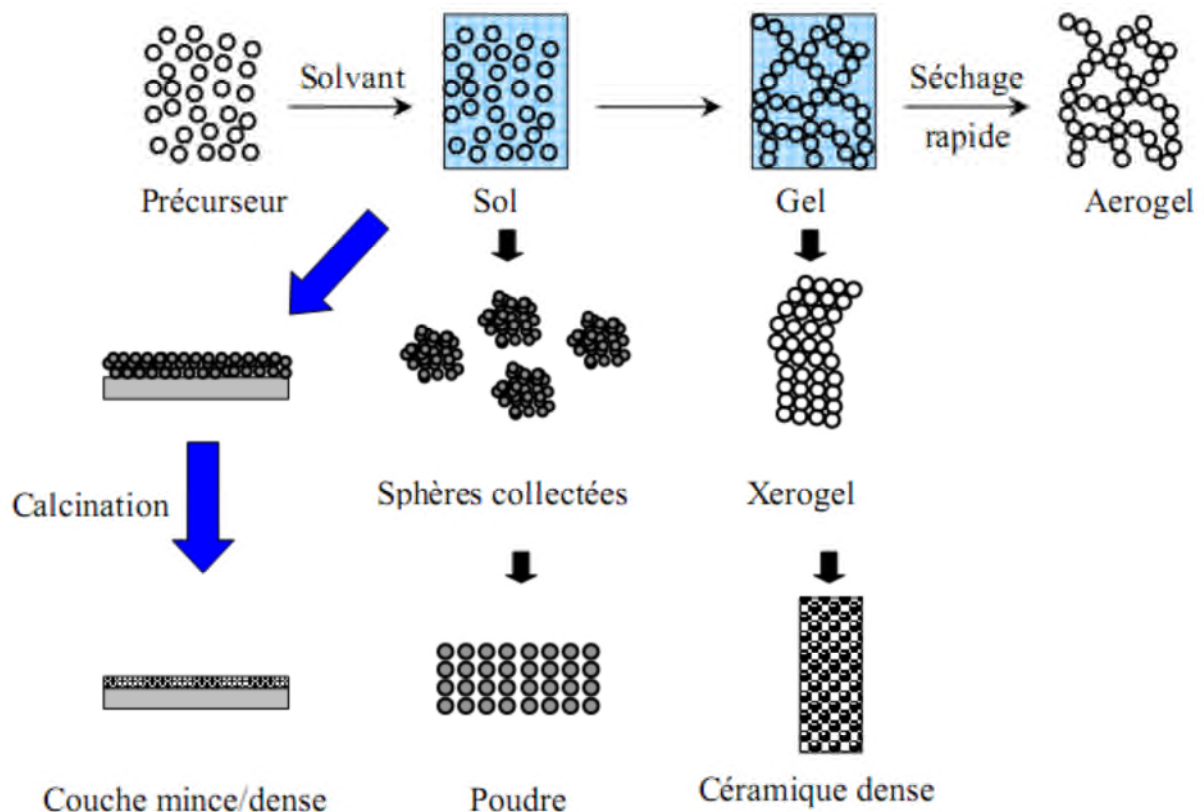 Solvant
Séchage
rapide
Précurseur
Sol
Gel
Aerogel
Calcination
Sphères collectées
Xerogel
Couche mince/dense
Poudre
Céramique dense